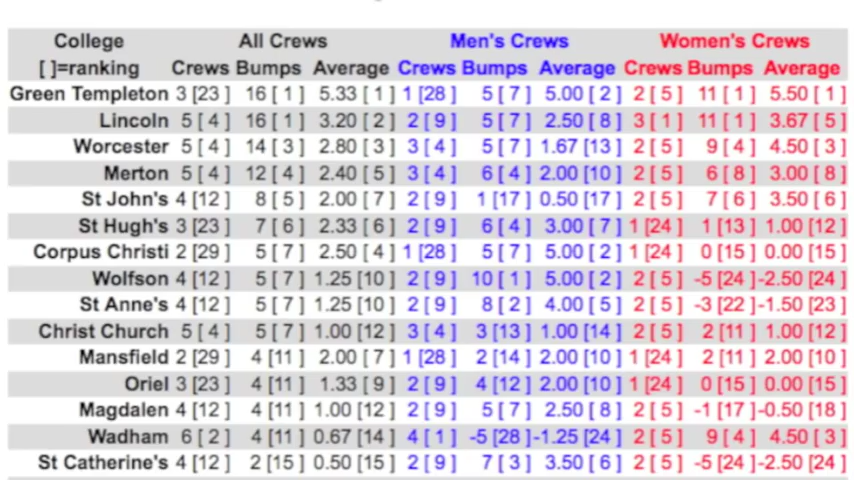 College All Crews Men's Crews Women's Crews
[ ]=ranking Crews Bumps Average Crews Bumps Average Crews Bumps Average
Green Templeton 3 [23 ] 16 [ 1 ] 5.33 [ 1 ] 1 [28 ] 5 [ 7 ] 5.00 [ 2 ] 2 [ 5 ] 11 [ 1 ] 5.50 [ 1 ]
Lincoln 5 [ 4 ] 16 [ 1 ] 3.20 [ 2 ] 2 [ 9 ] 5 [ 7 ] 2.50 [ 8 ] 3 [ 1 ] 11 [ 1 ] 3.67 [ 5 ]
Worcester 5 [ 4 ] 14 [ 3 ] 2.80 [ 3 ] 3 [ 4 ] 5 [ 7 ] 1.67 [13 ] 2 [ 5 ] 9 [ 4 ] 4.50 [ 3 ]
Merton 5 [ 4 ] 12 [ 4 ] 2.40 [ 5 ] 3 [ 4 ] 6 [ 4 ] 2.00 [10 ] 2 [ 5 ] 6 [ 8 ] 3.00 [ 8 ]
St John's 4 [12 ] 8 [ 5 ] 2.00 [ 7 ] 2 [ 9 ] 1 [17 ] 0.50 [17 ] 2 [ 5 ] 7 [ 6 ] 3.50 [ 6 ]
St Hugh's 3 [23 ] 7 [ 6 ] 2.33 [ 6 ] 2 [ 9 ] 6 [ 4 ] 3.00 [ 7 ] 1 [24 ] 1 [13 ] 1.00 [12 ]
Corpus Christi 2 [29 ] 5 [ 7 ] 2.50 [ 4 ] 1 [28 ] 5 [ 7 ] 5.00 [ 2 ] 1 [24 ] 0 [15 ] 0.00 [15 ]
Wolfson 4 [12 ] 5 [ 7 ] 1.25 [10 ] 2 [ 9 ] 10 [ 1 ] 5.00 [ 2 ] 2 [ 5 ] -5 [24 ] -2.50 [24 ]
St Anne's 4 [12 ] 5 [ 7 ] 1.25 [10 ] 2 [ 9 ] 8 [ 2 ] 4.00 [ 5 ] 2 [ 5 ] -3 [22 ] -1.50 [23 ]
Christ Church 5 [ 4 ] 5 [ 7 ] 1.00 [12 ] 3 [ 4 ] 3 [13 ] 1.00 [14 ] 2 [ 5 ] 2 [11 ] 1.00 [12 ]
Mansfield 2 [29 ] 4 [11 ] 2.00 [ 7 ] 1 [28 ] 2 [14 ] 2.00 [10 ] 1 [24 ] 2 [11 ] 2.00 [10 ]
Oriel 3 [23 ] 4 [11 ] 1.33 [ 9 ] 2 [ 9 ] 4 [12 ] 2.00 [10 ] 1 [24 ] 0 [15 ] 0.00 [15 ]
Magdalen 4 [12 ] 4 [11 ] 1.00 [12 ] 2 [ 9 ] 5 [ 7 ] 2.50 [ 8 ] 2 [ 5 ] -1 [17 ] -0.50 [18 ]
Wadham 6 [ 2 ] 4 [11 ] 0.67 [14 ] 4 [ 1 ] -5 [28 ] -1.25 [24 ] 2 [ 5 ] 9 [ 4 ] 4.50 [ 3 ]
St Catherine's 4 [12 ] 2 [15 ] 0.50 [15 ] 2 [ 9 ] 7 [ 3 ] 3.50 [ 6 ] 2 [ 5 ] -5 [24 ] -2.50 [24 ]